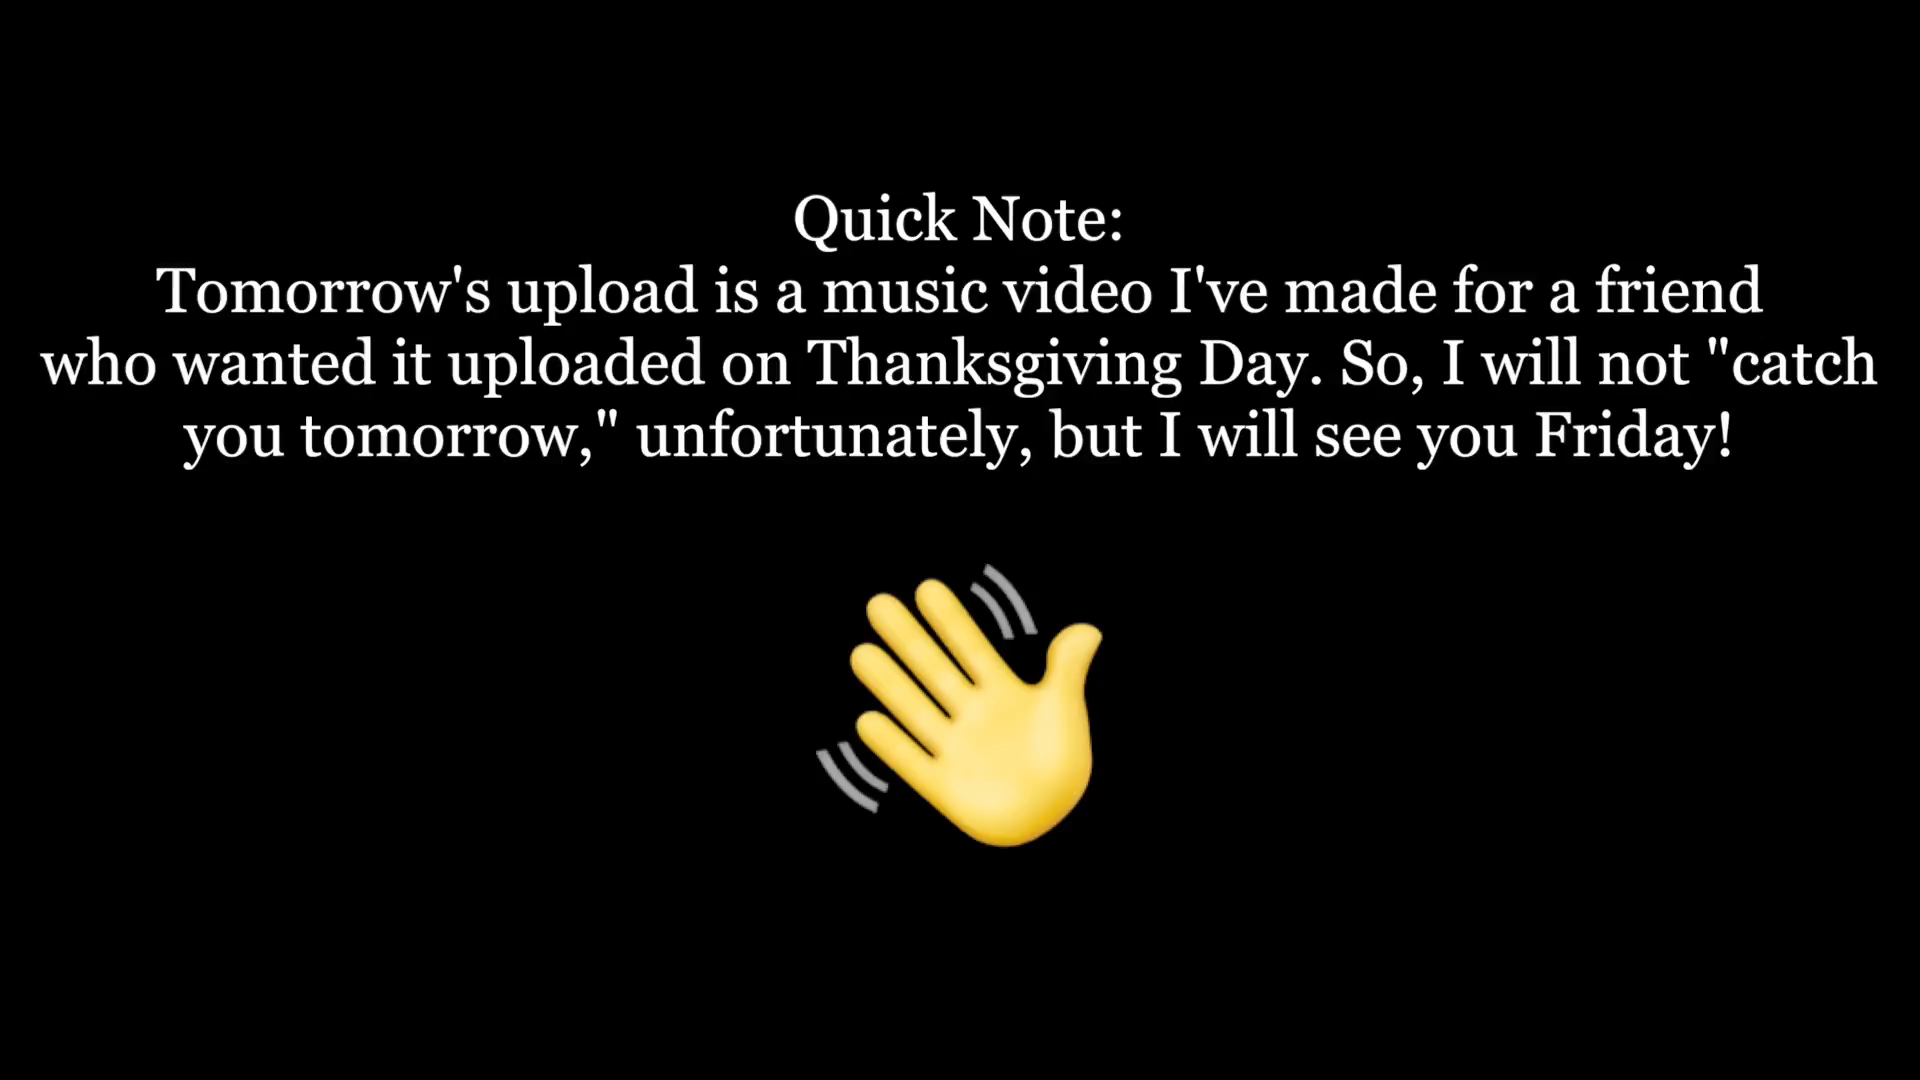 Quick Note:
Tomorrow's upload is a music video I've made for a friend
who wanted it uploaded on Thanksgiving Day. So, I will not "catch
you tomorrow," unfortunately, but I will see you Friday!